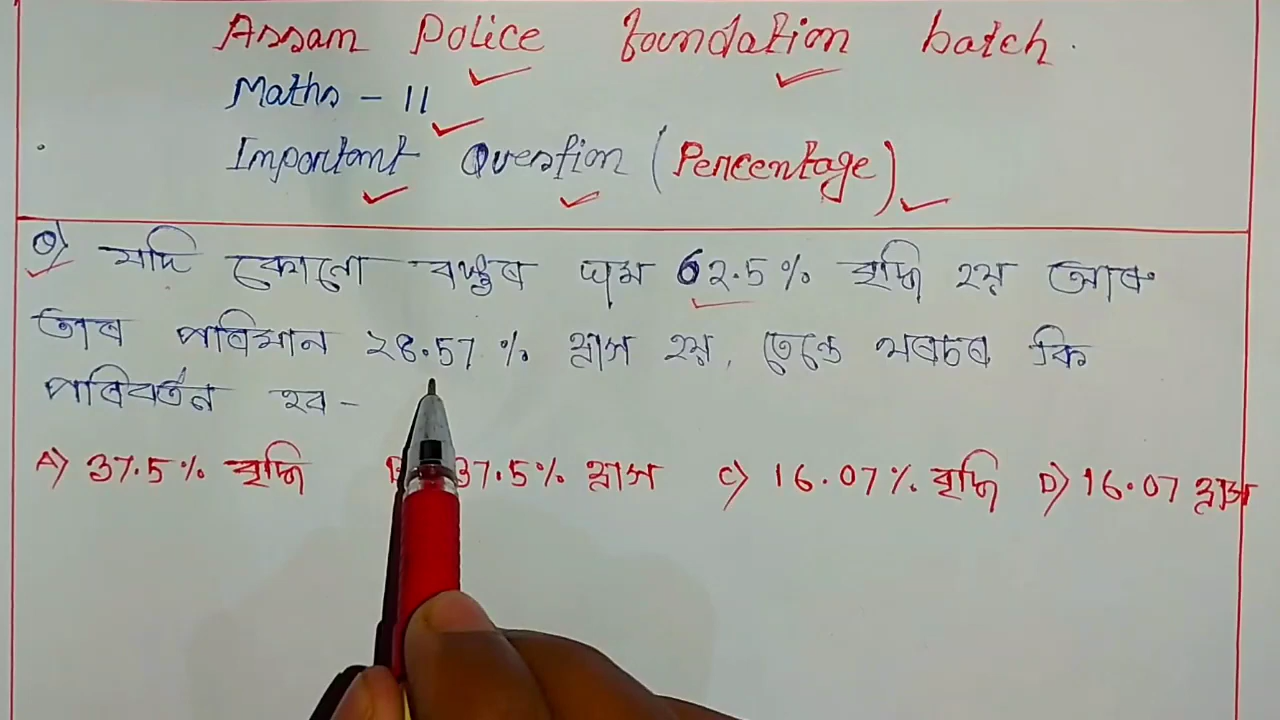 Assam Police foundation batch.
Maths - 11
Important Question (Percentage)
Q) যদি কোনো বস্তুৰ দাম 62.5% বৃদ্ধি হয় আৰু
তাৰ পৰিমান 28.57% হ্ৰাস হয়, তেন্তে খৰচৰ কি
পৰিবৰ্তন হব -
A) 37.5% বৃদ্ধি B) 37.5% হ্ৰাস C) 16.07% বৃদ্ধি D) 16.07 হ্ৰাস